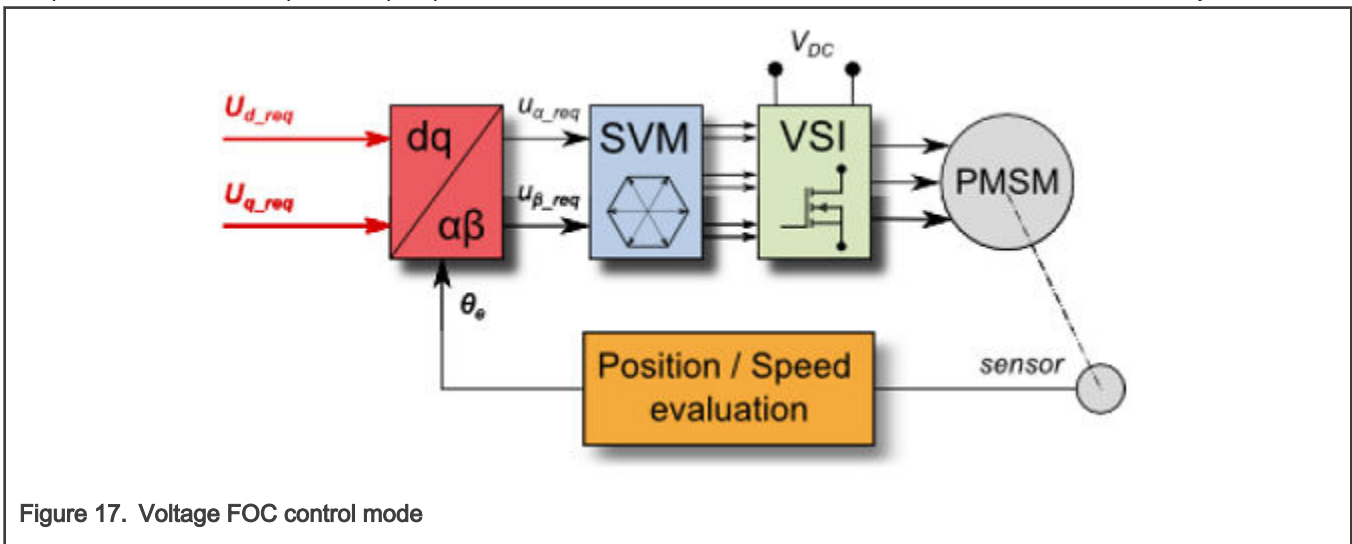 V_DC
U_d_req
dq
u_α_req
SVM
VSI
PMSM
U_q_req
αβ
u_β_req
θ_e
Position / Speed
evaluation
sensor
Figure 17. Voltage FOC control mode